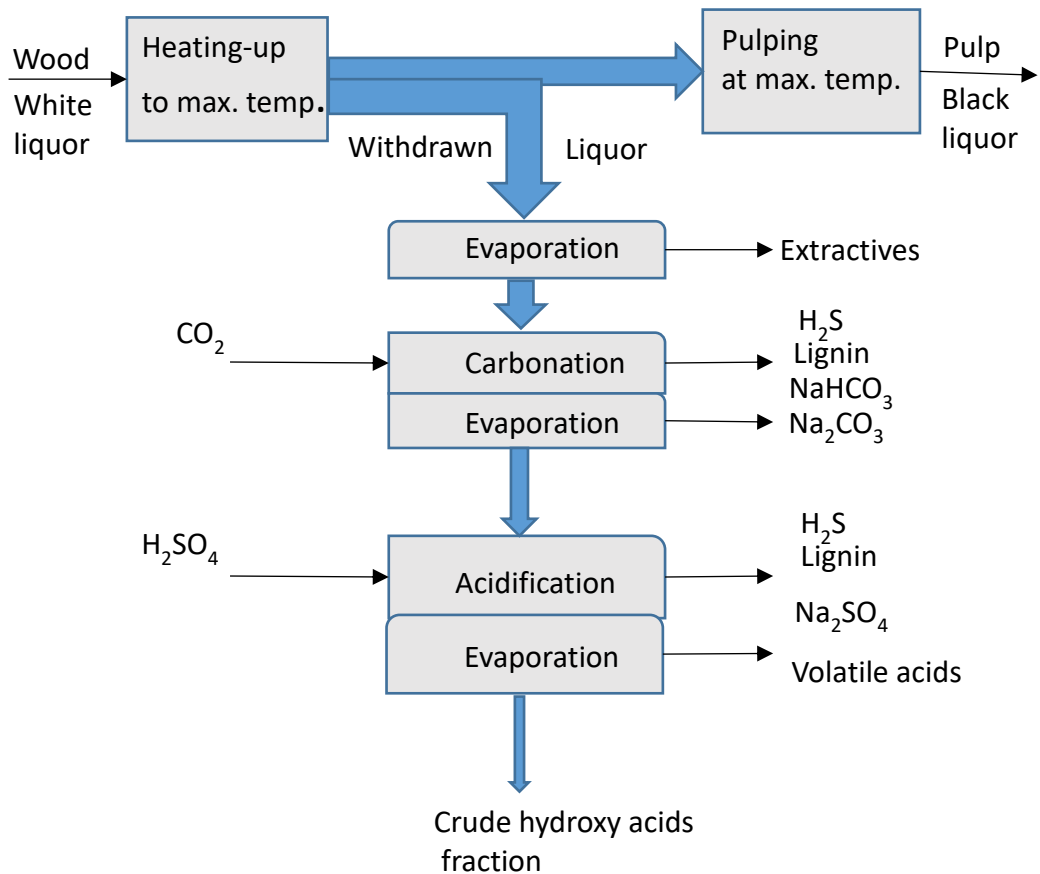 Wood
White
liquor
Heating-up
to max. temp.
Pulping
at max. temp.
Pulp
Black
liquor
Withdrawn Liquor
Evaporation
Extractives
CO₂
Carbonation
H₂S
Lignin
NaHCO₃
Evaporation
Na₂CO₃
H₂SO₄
Acidification
H₂S
Lignin
Na₂SO₄
Evaporation
Volatile acids
Crude hydroxy acids
fraction